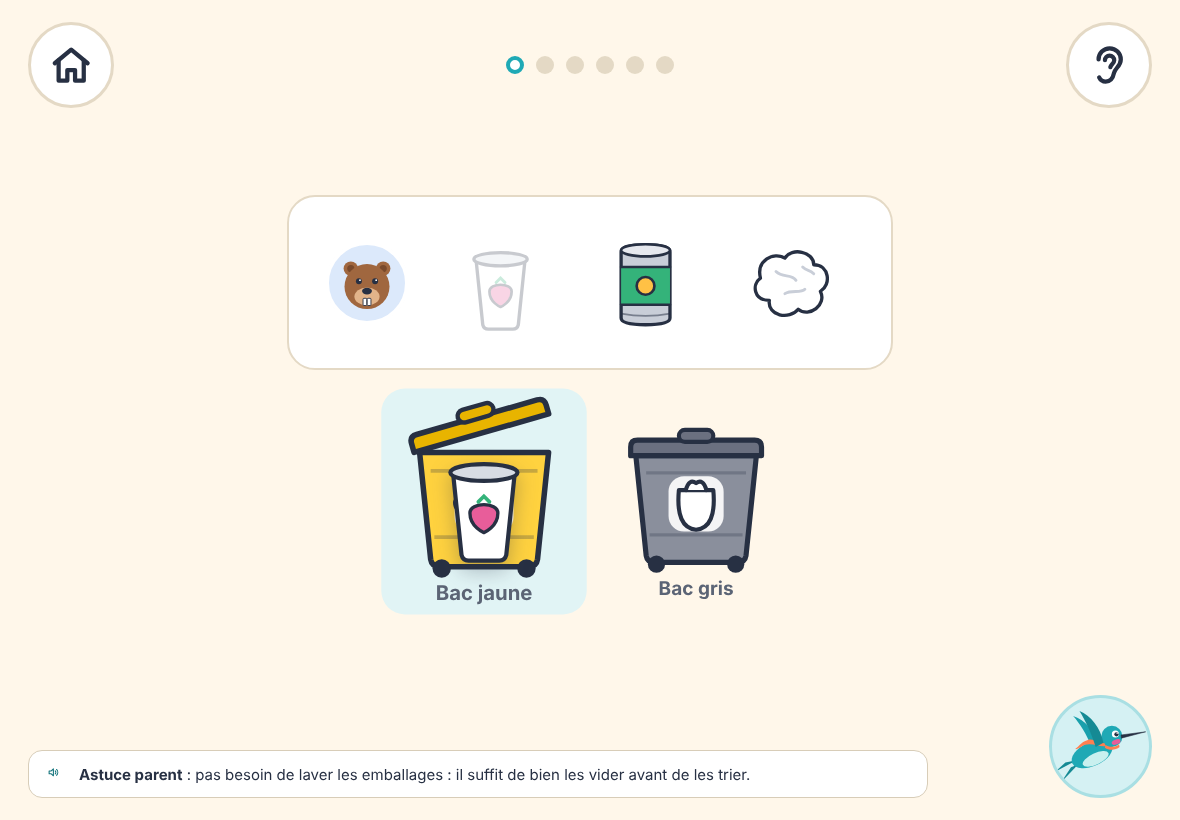 Bac jaune
Bac gris
Astuce parent : pas besoin de laver les emballages : il suffit de bien les vider avant de les trier.